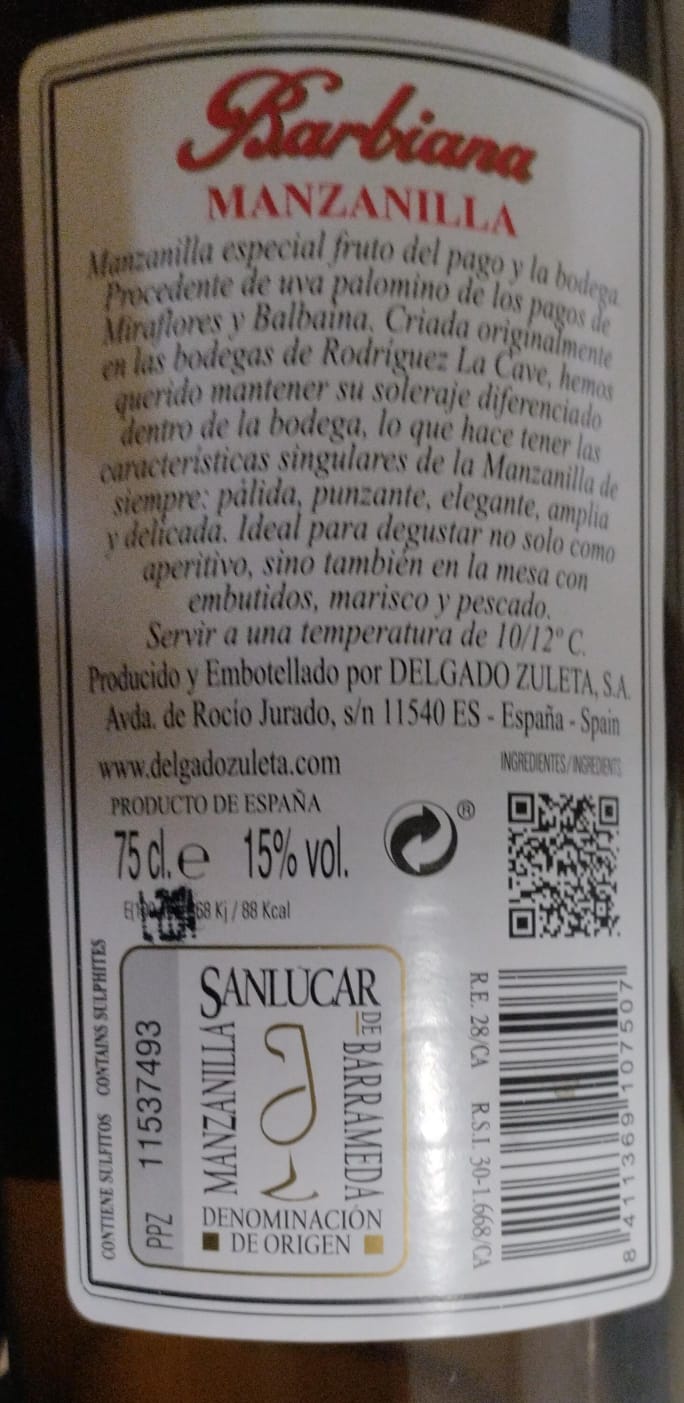 Barbiana
MANZANILLA
Manzanilla especial fruto del pago y la bodega.
Procedente de uva palomino de los pagos de
Miraflores y Balbaina. Criada originalmente
en las bodegas de Rodríguez La Cave, hemos
querido mantener su soleraje diferenciado
dentro de la bodega, lo que hace tener las
características singulares de la Manzanilla de
siempre: pálida, punzante, elegante, amplia
y delicada. Ideal para degustar no solo como
aperitivo, sino también en la mesa con
embutidos, marisco y pescado.
Servir a una temperatura de 10/12º C.
Producido y Embotellado por DELGADO ZULETA, S.A.
Avda. de Rocío Jurado, s/n 11540 ES - España - Spain
www.delgadozuleta.com
INGREDIENTES/INGREDIENTS
PRODUCTO DE ESPAÑA
75 cl. e 15% vol.
®
68 Kj / 88 Kcal
CONTIENE SULFITOS CONTAINS SULPHITES
PPZ 11537493
MANZANILLA
SANLÚCAR
DE BARRAMEDA
DENOMINACIÓN
DE ORIGEN
R.E. 28/CA R.S.I. 30-1.668/CA
8 411369 107507